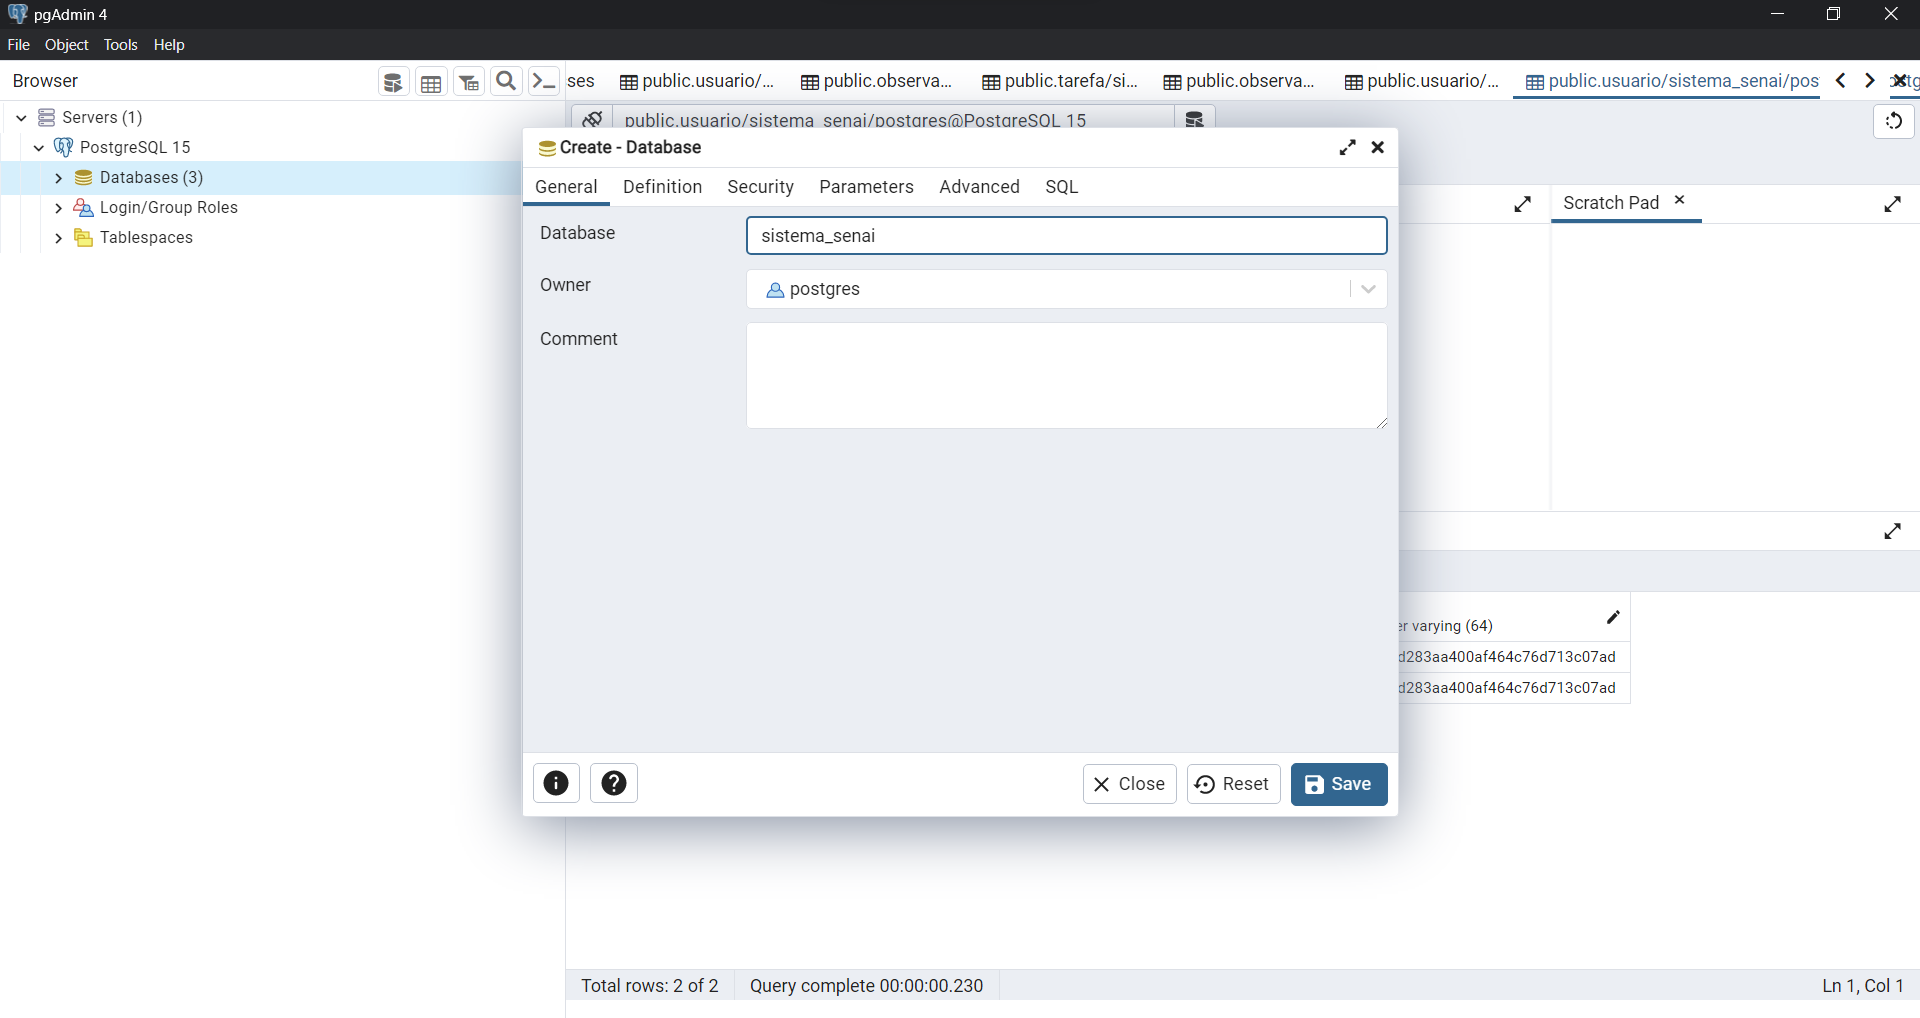 pgAdmin 4
File Object Tools Help
Browser
ses public.usuario/... public.observa... public.tarefa/si... public.observa... public.usuario/... public.usuario/sistema_senai/pos
Servers (1)
public.usuario/sistema_senai/postgres@PostgreSQL 15
PostgreSQL 15
Create - Database
Databases (3)
General Definition Security Parameters Advanced SQL
Scratch Pad
Login/Group Roles
Database sistema_senai
Tablespaces
Owner postgres
Comment
er varying (64)
d283aa400af464c76d713c07ad
d283aa400af464c76d713c07ad
Close Reset Save
Total rows: 2 of 2 Query complete 00:00:00.230 Ln 1, Col 1